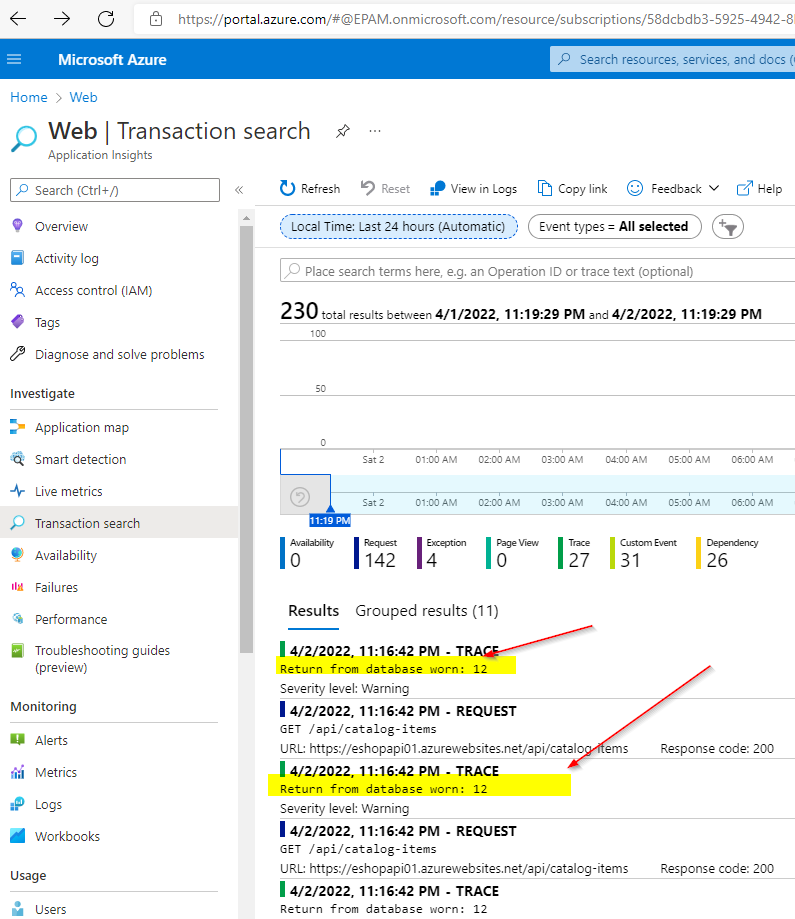 https://portal.azure.com/#@EPAM.onmicrosoft.com/resource/subscriptions/58dcbdb3-5925-4942-8
Microsoft Azure
Search resources, services, and docs (
Home > Web
Web | Transaction search ...
Application Insights
Search (Ctrl+/)
«
Overview
Activity log
Access control (IAM)
Tags
Diagnose and solve problems
Investigate
Application map
Smart detection
Live metrics
Transaction search
Availability
Failures
Performance
Troubleshooting guides
(preview)
Monitoring
Alerts
Metrics
Logs
Workbooks
Usage
Users
Refresh Reset View in Logs Copy link Feedback Help
Local Time: Last 24 hours (Automatic) Event types = All selected
Place search terms here, e.g. an Operation ID or trace text (optional)
230 total results between 4/1/2022, 11:19:29 PM and 4/2/2022, 11:19:29 PM
100
50
0
Sat 2 01:00 AM 02:00 AM 03:00 AM 04:00 AM 05:00 AM 06:00 AM
Sat 2 01:00 AM 02:00 AM 03:00 AM 04:00 AM 05:00 AM 06:00 AM
11:19 PM
Availability Request Exception Page View Trace Custom Event Dependency
0 142 4 0 27 31 26
Results Grouped results (11)
4/2/2022, 11:16:42 PM - TRACE
Return from database worn: 12
Severity level: Warning
4/2/2022, 11:16:42 PM - REQUEST
GET /api/catalog-items
URL: https://eshopapi01.azurewebsites.net/api/catalog-items Response code: 200
4/2/2022, 11:16:42 PM - TRACE
Return from database worn: 12
Severity level: Warning
4/2/2022, 11:16:42 PM - REQUEST
GET /api/catalog-items
URL: https://eshopapi01.azurewebsites.net/api/catalog-items Response code: 200
4/2/2022, 11:16:42 PM - TRACE
Return from database worn: 12